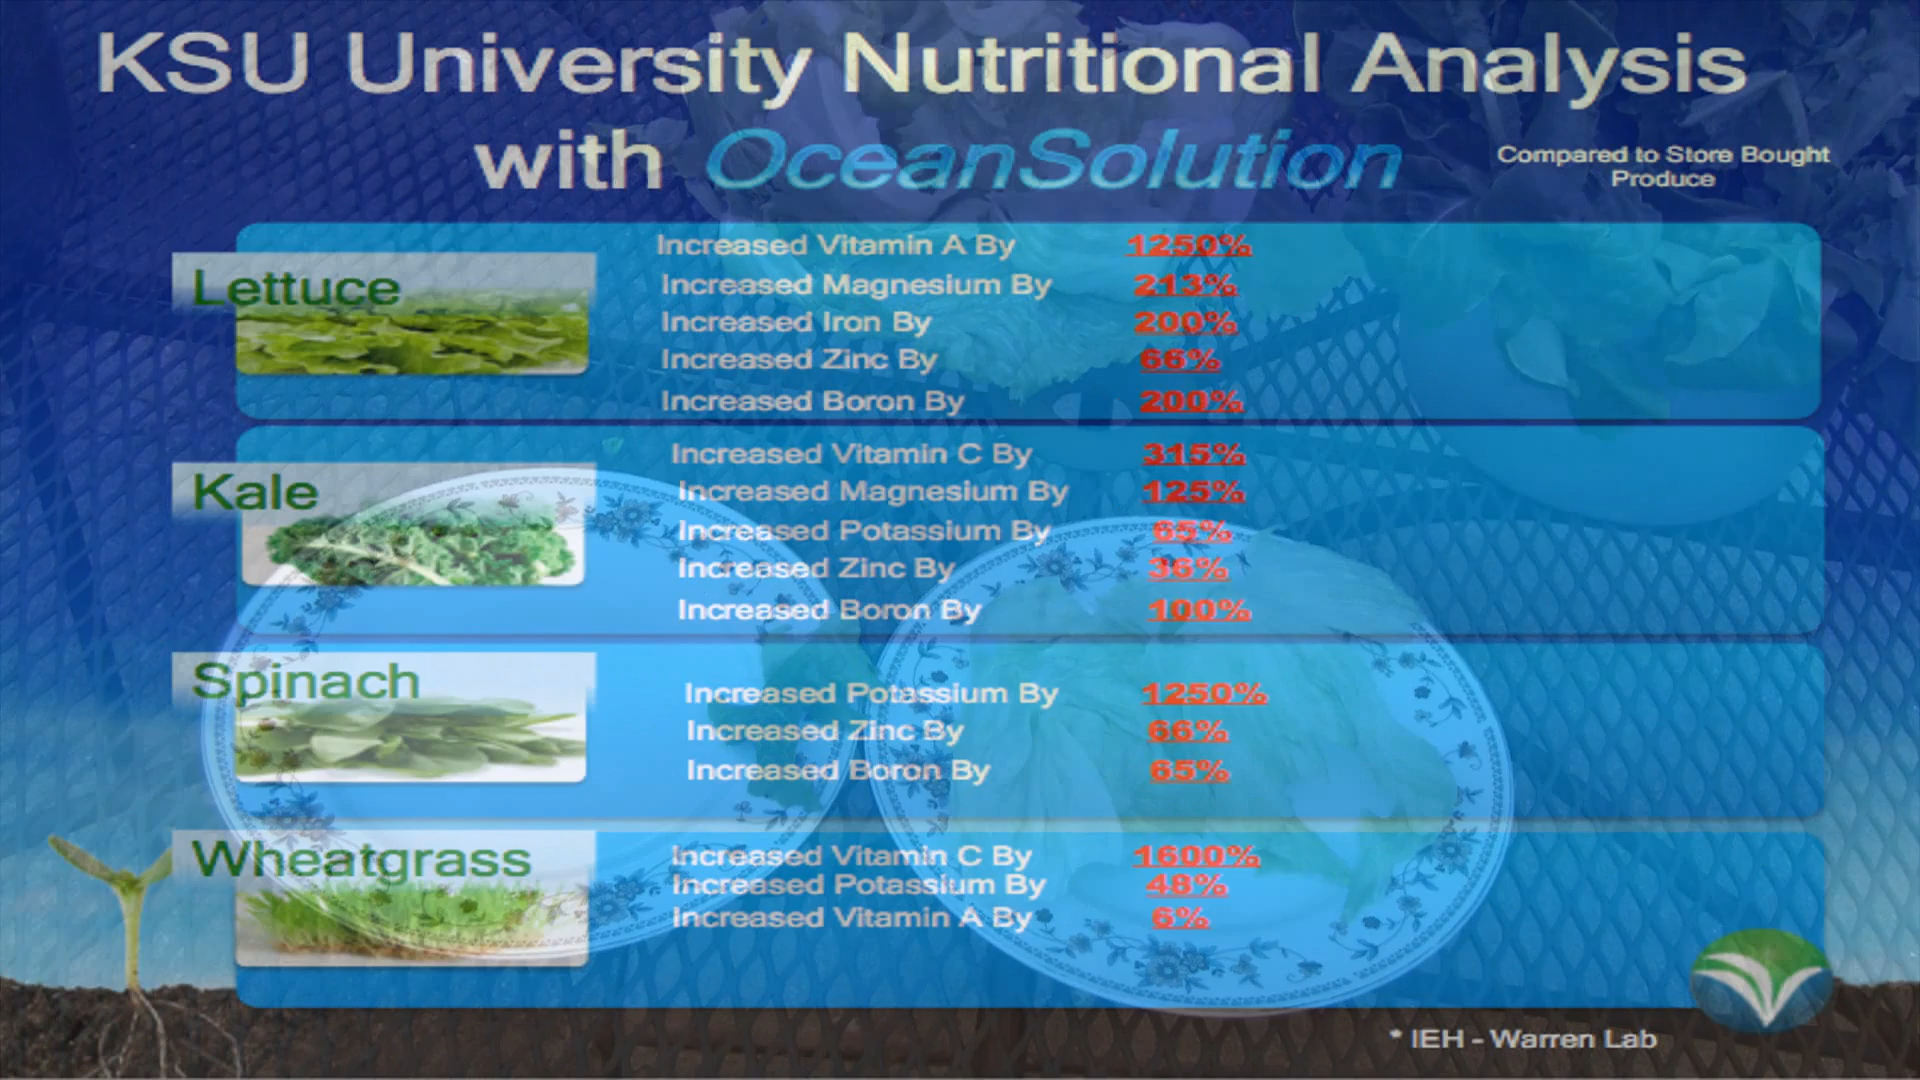 KSU University Nutritional Analysis
with OceanSolution
Compared to Store Bought
Produce
Lettuce
Increased Vitamin A By 1250%
Increased Magnesium By 213%
Increased Iron By 200%
Increased Zinc By 66%
Increased Boron By 200%
Kale
Increased Vitamin C By 315%
Increased Magnesium By 125%
Increased Potassium By 65%
Increased Zinc By 36%
Increased Boron By 100%
Spinach
Increased Potassium By 1250%
Increased Zinc By 66%
Increased Boron By 65%
Wheatgrass
Increased Vitamin C By 1600%
Increased Potassium By 48%
Increased Vitamin A By 6%
* IEH - Warren Lab